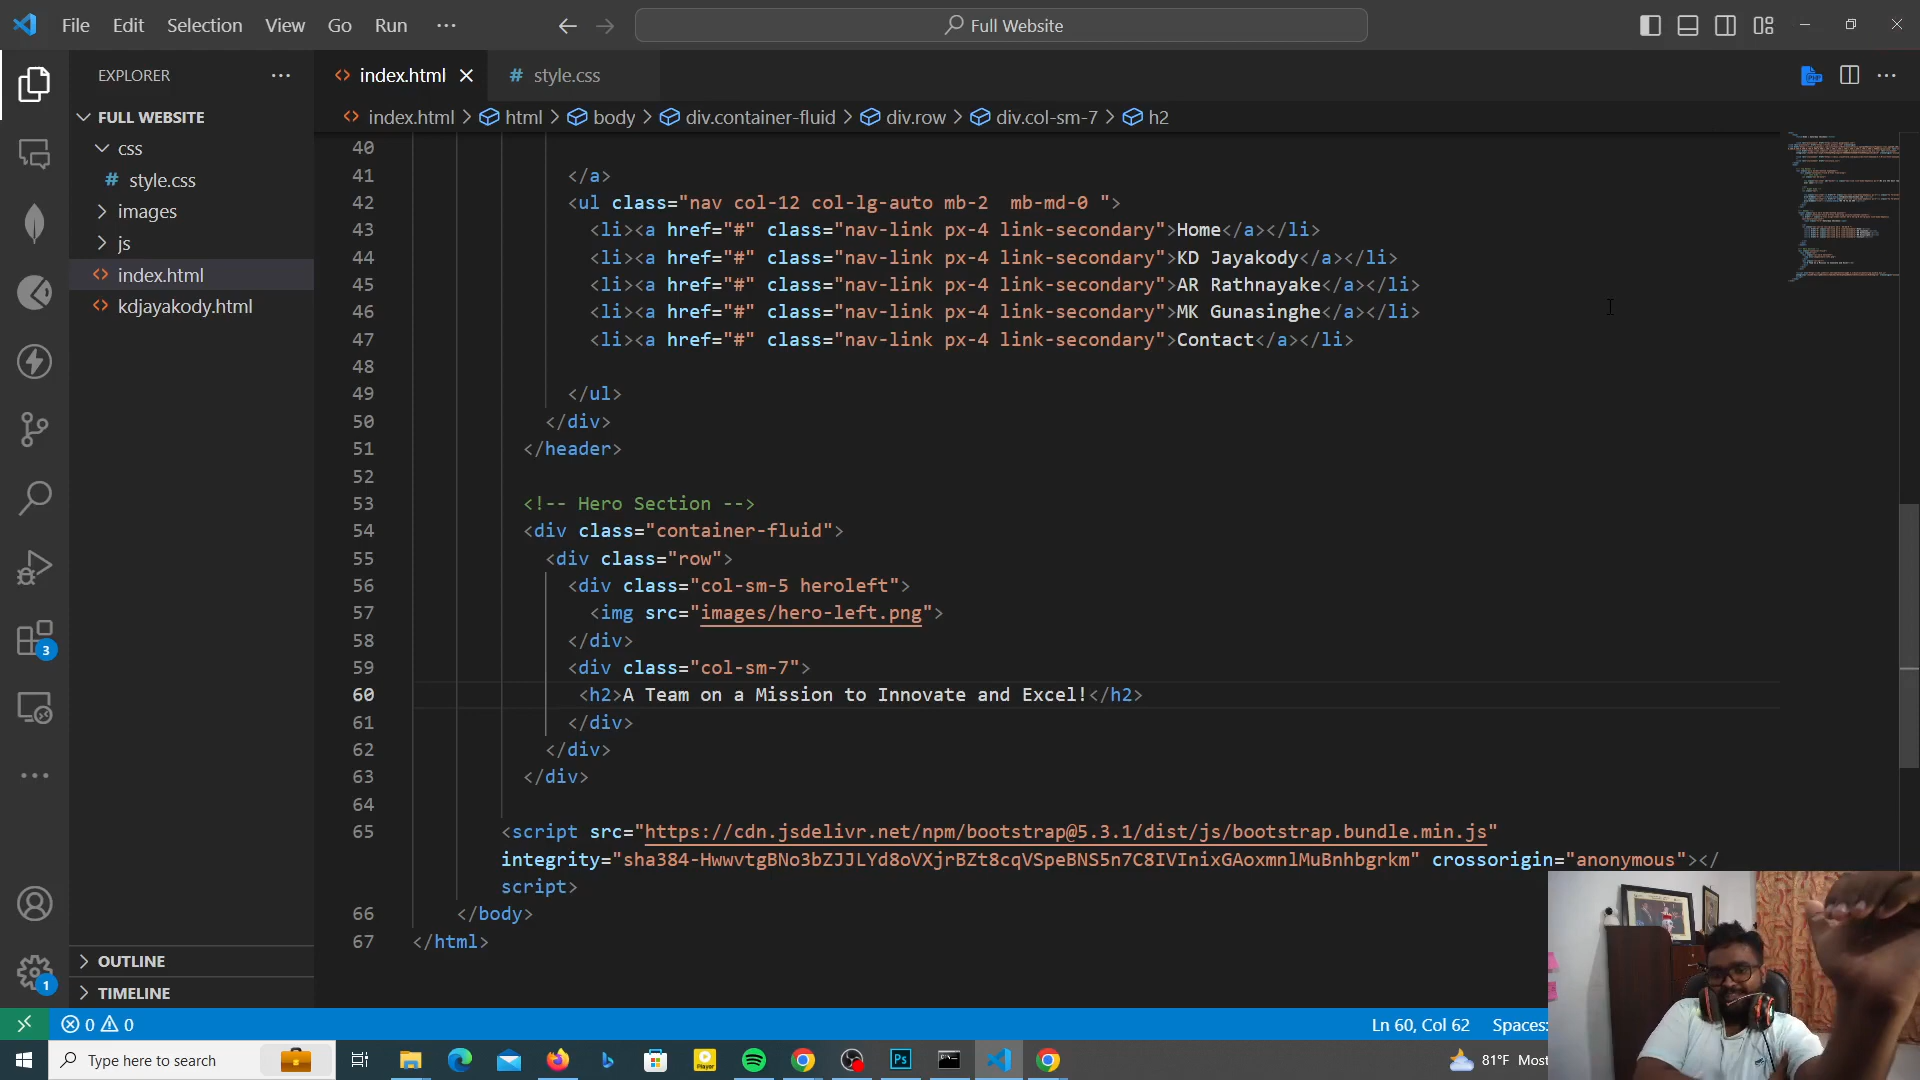 File Edit Selection View Go Run ···
Full Website
EXPLORER
index.html
# style.css
index.html > html > body > div.container-fluid > div.row > div.col-sm-7 > h2
FULL WEBSITE
css
# style.css
images
js
index.html
kdjayakody.html
3
40
41 </a>
42 <ul class="nav col-12 col-lg-auto mb-2  mb-md-0 ">
43 <li><a href="#" class="nav-link px-4 link-secondary">Home</a></li>
44 <li><a href="#" class="nav-link px-4 link-secondary">KD Jayakody</a></li>
45 <li><a href="#" class="nav-link px-4 link-secondary">AR Rathnayake</a></li>
46 <li><a href="#" class="nav-link px-4 link-secondary">MK Gunasinghe</a></li>
47 <li><a href="#" class="nav-link px-4 link-secondary">Contact</a></li>
48
49 </ul>
50 </div>
51 </header>
52
53 <!-- Hero Section -->
54 <div class="container-fluid">
55 <div class="row">
56 <div class="col-sm-5 heroleft">
57 <img src="images/hero-left.png">
58 </div>
59 <div class="col-sm-7">
60 <h2>A Team on a Mission to Innovate and Excel!</h2>
61 </div>
62 </div>
63 </div>
64
65 <script src="https://cdn.jsdelivr.net/npm/bootstrap@5.3.1/dist/js/bootstrap.bundle.min.js"
integrity="sha384-HwwvtgBNo3bZJJLYd8oVXjrBZt8cqVSpeBNS5n7C8IVInixGAoxmnlMuBnhbgrkm" crossorigin="anonymous"></
script>
66 </body>
67 </html>
OUTLINE
TIMELINE
1
0 0
Ln 60, Col 62 Spaces:
Type here to search
Player
Ps
81°F Most